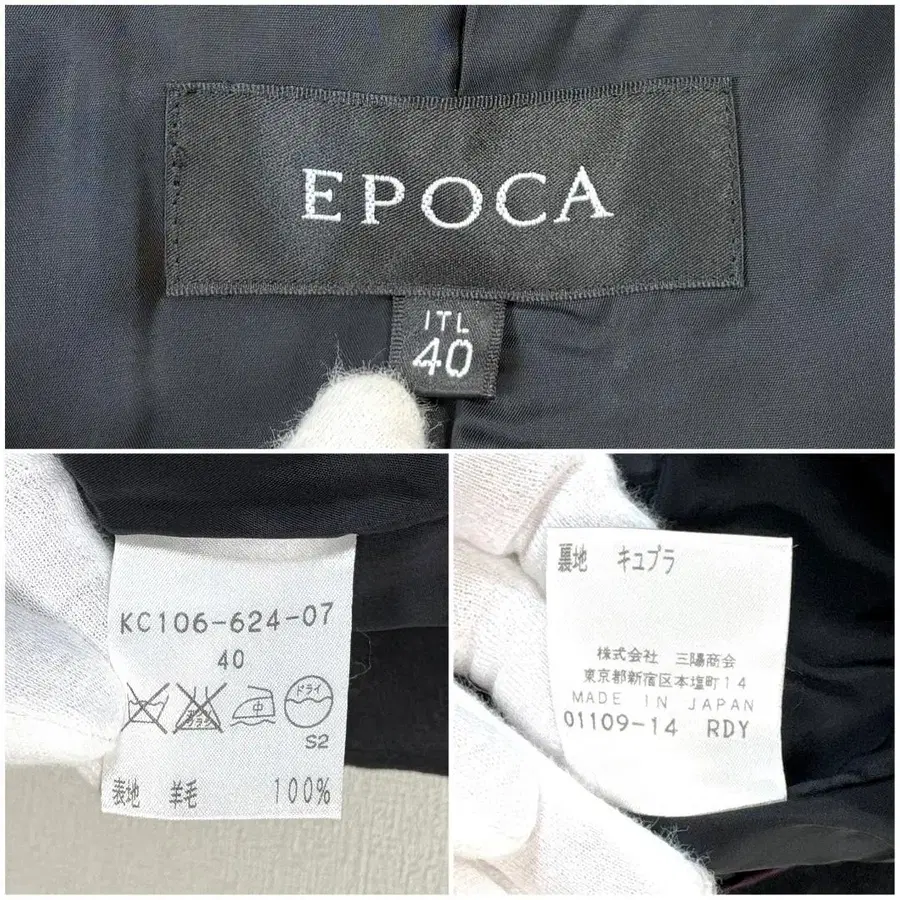 EPOCA
ITL
40
KC106-624-07
40
中
ドライ
S2
表地 羊毛 100%
裏地 キュプラ
株式会社 三陽商会
東京都新宿区本塩町14
MADE IN JAPAN
01109-14 RDY